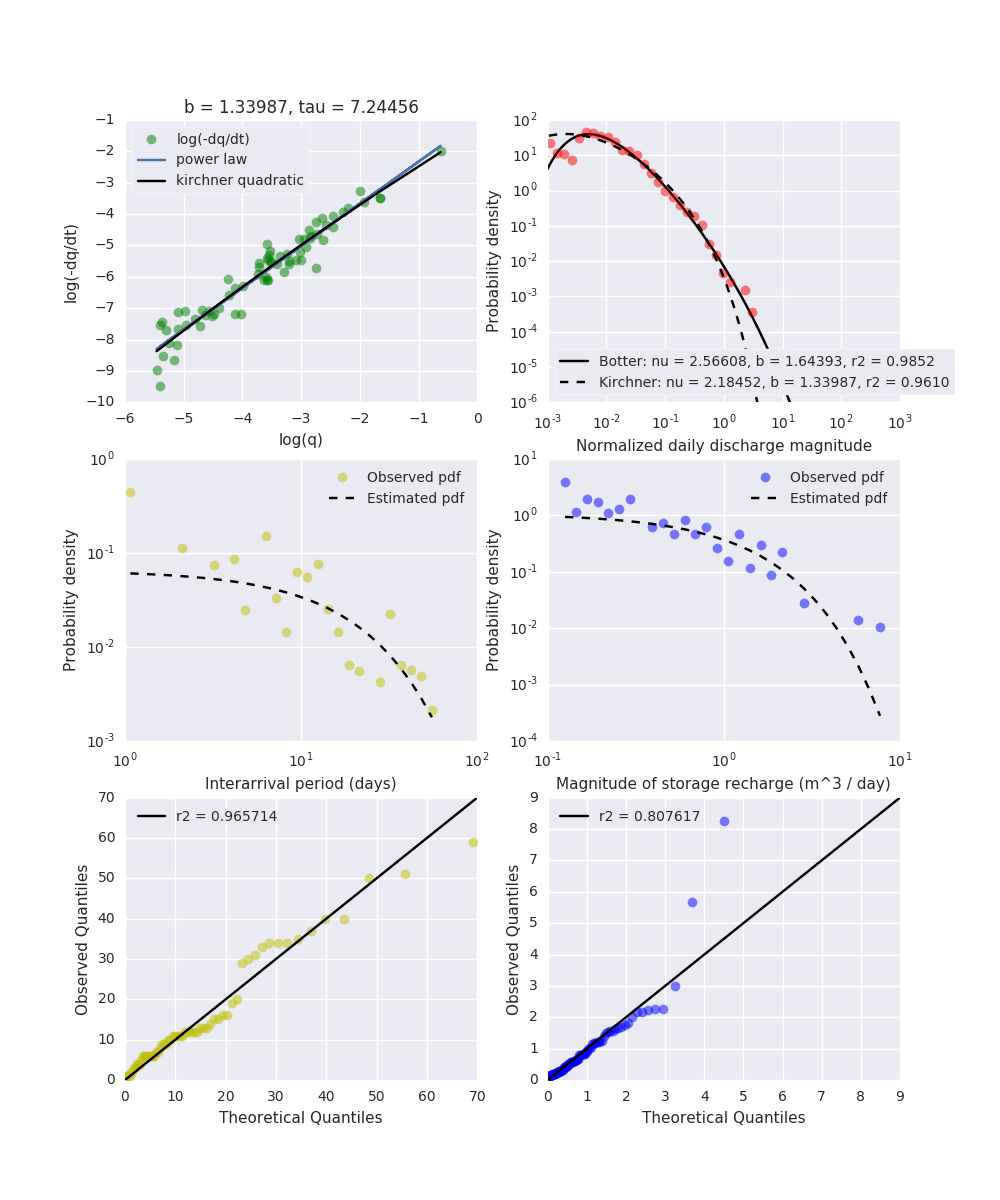 b = 1.33987, tau = 7.24456
−1
−2
−3
−4
−5
−6
−7
−8
−9
−10
log(-dq/dt)
log(-dq/dt)
power law
kirchner quadratic
−6 −5 −4 −3 −2 −1 0
log(q)
10^2
10^1
10^0
10^-1
10^-2
10^-3
10^-4
10^-5
10^-6
Probability density
Botter: nu = 2.56608, b = 1.64393, r2 = 0.9852
Kirchner: nu = 2.18452, b = 1.33987, r2 = 0.9610
10^-3 10^-2 10^-1 10^0 10^1 10^2 10^3
Normalized daily discharge magnitude
10^0
10^-1
10^-2
10^-3
Probability density
Observed pdf
Estimated pdf
10^0 10^1 10^2
Interarrival period (days)
10^1
10^0
10^-1
10^-2
10^-3
10^-4
Probability density
Observed pdf
Estimated pdf
10^-1 10^0 10^1
Magnitude of storage recharge (m^3 / day)
70
60
50
40
30
20
10
0
Observed Quantiles
r2 = 0.965714
0 10 20 30 40 50 60 70
Theoretical Quantiles
9
8
7
6
5
4
3
2
1
0
Observed Quantiles
r2 = 0.807617
0 1 2 3 4 5 6 7 8 9
Theoretical Quantiles